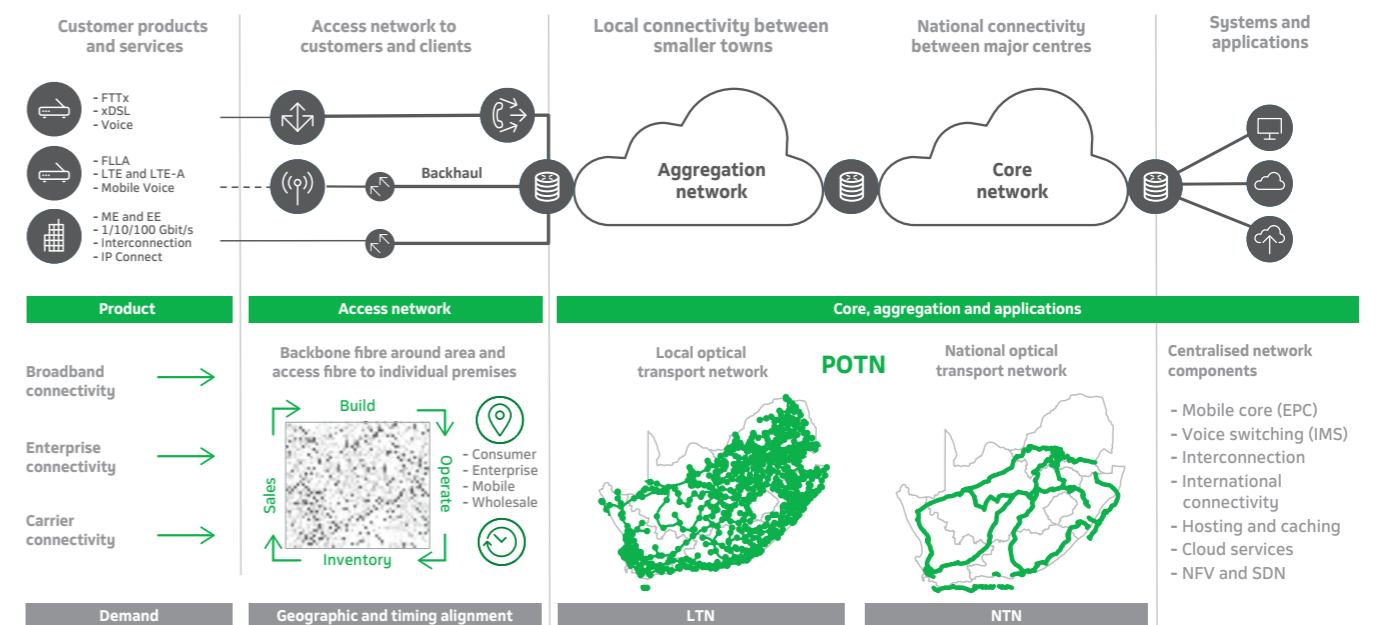 Customer products
and services
Access network to
customers and clients
Local connectivity between
smaller towns
National connectivity
between major centres
Systems and
applications
- FTTx
- xDSL
- Voice
- FLLA
- LTE and LTE-A
- Mobile Voice
- ME and EE
- 1/10/100 Gbit/s
- Interconnection
- IP Connect
Backhaul
Aggregation
network
Core
network
Product
Access network
Core, aggregation and applications
Broadband
connectivity
Enterprise
connectivity
Carrier
connectivity
Backbone fibre around area and
access fibre to individual premises
Build
Operate
Inventory
Sales
- Consumer
- Enterprise
- Mobile
- Wholesale
Local optical
transport network
POTN
National optical
transport network
Centralised network
components
- Mobile core (EPC)
- Voice switching (IMS)
- Interconnection
- International
connectivity
- Hosting and caching
- Cloud services
- NFV and SDN
Demand
Geographic and timing alignment
LTN
NTN